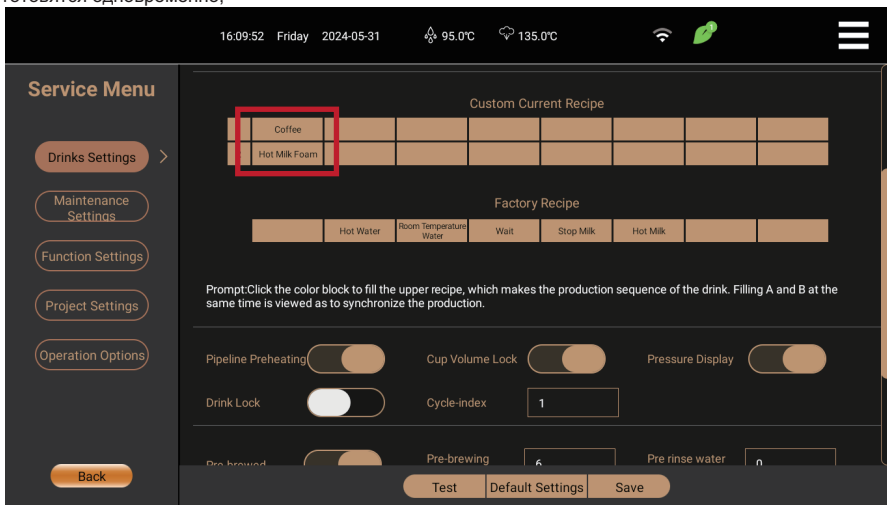 готовятся одновременно,
16:09:52 Friday 2024-05-31 95.0℃ 135.0℃
1
Service Menu
Drinks Settings >
Maintenance
Settings
Function Settings
Project Settings
Operation Options
Back
Custom Current Recipe
Coffee
Hot Milk Foam
Factory Recipe
Hot Water
Room Temperature
Water
Wait
Stop Milk
Hot Milk
Prompt:Click the color block to fill the upper recipe, which makes the production sequence of the drink. Filling A and B at the
same time is viewed as to synchronize the production.
Pipeline Preheating
Cup Volume Lock
Pressure Display
Drink Lock
Cycle-index
1
Pre-brewed
Pre-brewing
6
Pre rinse water
0
Test
Default Settings
Save